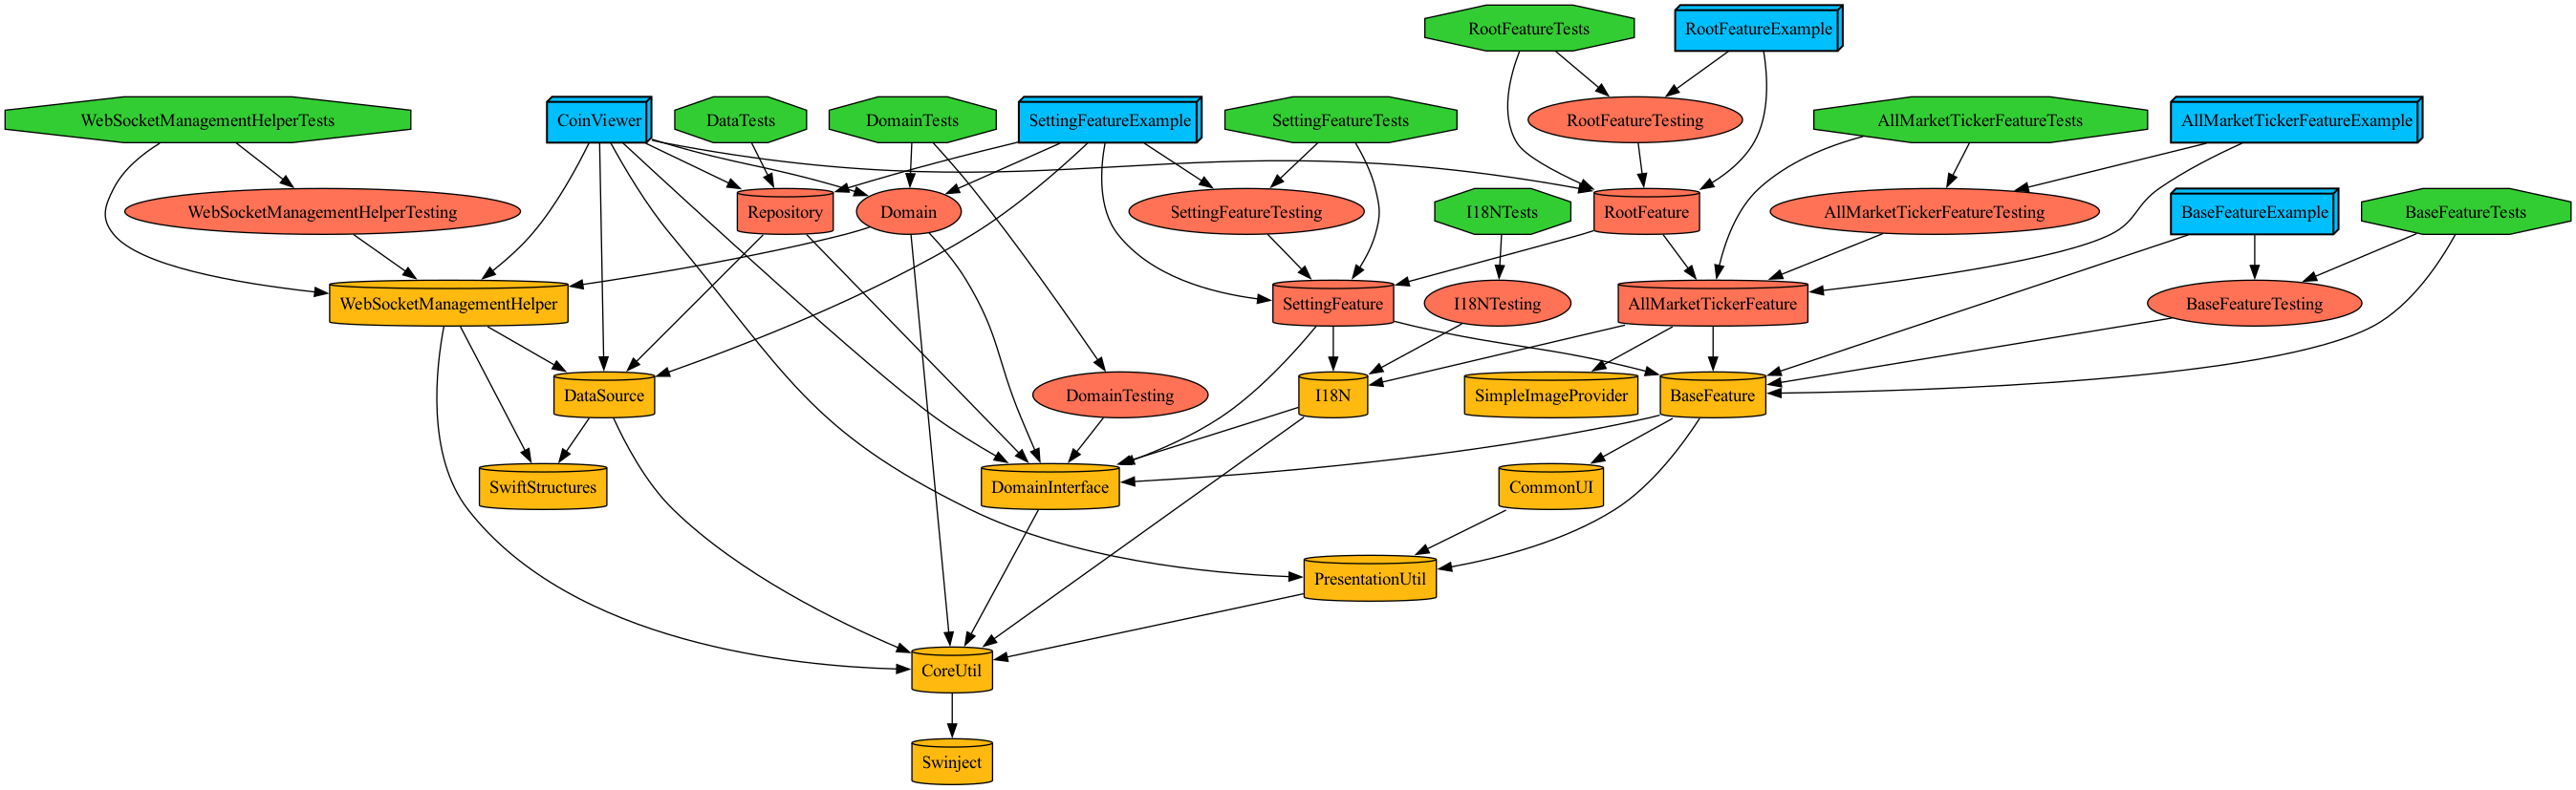 RootFeatureTests
RootFeatureExample
WebSocketManagementHelperTests
CoinViewer
DataTests
DomainTests
SettingFeatureExample
SettingFeatureTests
RootFeatureTesting
AllMarketTickerFeatureTests
AllMarketTickerFeatureExample
WebSocketManagementHelperTesting
Repository
Domain
SettingFeatureTesting
I18NTests
RootFeature
AllMarketTickerFeatureTesting
BaseFeatureExample
BaseFeatureTests
WebSocketManagementHelper
SettingFeature
I18NTesting
AllMarketTickerFeature
BaseFeatureTesting
DataSource
DomainTesting
I18N
SimpleImageProvider
BaseFeature
SwiftStructures
DomainInterface
CommonUI
PresentationUtil
CoreUtil
Swinject